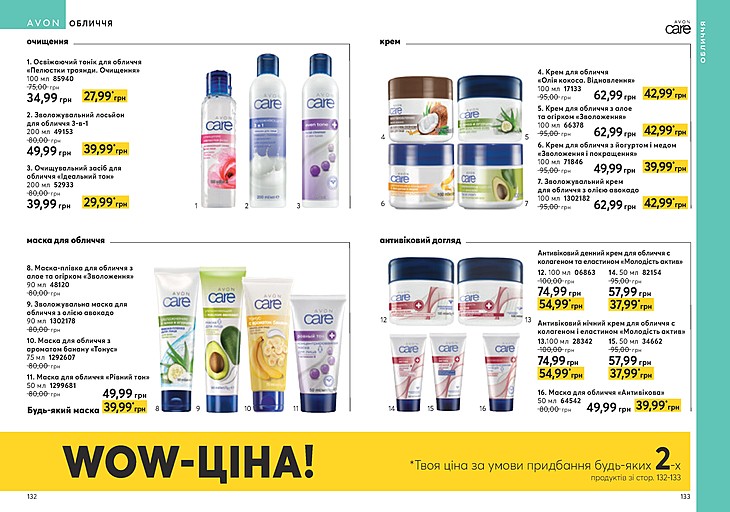 AVON ОБЛИЧЧЯ
очищення
1. Освіжаючий тонік для обличчя
«Пелюстки троянди. Очищення»
100 мл 85940
75,00 грн
34,99 грн 27,99*грн
2. Зволожувальний лосьйон
для обличчя 3-в-1
200 мл 49153
80,00 грн
49,99 грн 39,99*грн
3. Очищувальний засіб для
обличчя «Ідеальний тон»
200 мл 52933
80,00 грн
39,99 грн 29,99*грн
care
care
care
1 2 3
маска для обличчя
8. Маска-плівка для обличчя з
алое та огірком «Зволоження»
90 мл 48120
80,00 грн
9. Зволожувальна маска для
обличчя з олією авокадо
90 мл 1302178
80,00 грн
10. Маска для обличчя з
ароматом банану «Тонус»
75 мл 1292607
80,00 грн
11. Маска для обличчя «Рівний тон»
50 мл 1299681
80,00 грн 49,99 грн
Будь-який маска 39,99*грн
care
care
care
care
8 9 10 11
AVON
care
ОБЛИЧЧЯ
крем
care
care
care
care
4 5
6 7
4. Крем для обличчя
«Олія кокоса. Відновлення»
100 мл 17133
95,00 грн 62,99 грн 42,99*грн
5. Крем для обличчя з алое
та огірком «Зволоження»
100 мл 66378
95,00 грн 62,99 грн 42,99*грн
6. Крем для обличчя з йогуртом і медом
«Зволоження і покращення»
100 мл 71846
95,00 грн 49,99 грн 39,99*грн
7. Зволожувальний крем
для обличчя з олією авокадо
100 мл 1302182
95,00 грн 62,99 грн 42,99*грн
антивіковий догляд
care
care
12 13
care
care
care
14 15 16
Антивіковий денний крем для обличчя с
колагеном та еластином «Молодість актив»
12. 100 мл 06863 14. 50 мл 82154
100,00 грн 95,00 грн
74,99 грн 57,99 грн
54,99*грн 37,99*грн
Антивіковий нічний крем для обличчя с
колагеном та еластином «Молодість актив»
13.100 мл 28342 15. 50 мл 34662
100,00 грн 95,00 грн
74,99 грн 57,99 грн
54,99*грн 37,99*грн
16. Маска для обличчя «Антивікова»
50 мл 64542
80,00 грн 49,99 грн 39,99*грн
WOW-ЦІНА!
*Твоя ціна за умови придбання будь-яких 2-х
продуктів зі стор. 132-133
132
133